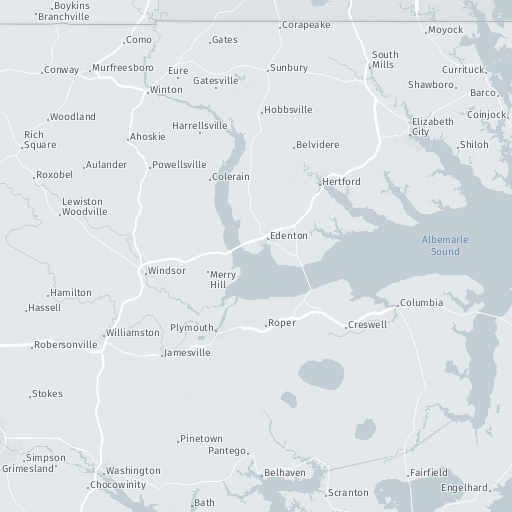 Boykins
Branchville
Corapeake
Moyock
Como
Gates
South
Mills
Conway
Murfreesboro
Eure
Sunbury
Currituck
Gatesville
Shawboro
Barco
Winton
Hobbsville
Coinjock
Woodland
Harrellsville
Elizabeth
City
Rich
Square
Ahoskie
Belvidere
Shiloh
Aulander
Powellsville
Roxobel
Colerain
Hertford
Lewiston
Woodville
Edenton
Albemarle
Sound
Windsor
Merry
Hill
Hamilton
Hassell
Columbia
Williamston
Plymouth
Roper
Creswell
Robersonville
Jamesville
Stokes
Pinetown
Pantego
Simpson
Grimesland
Washington
Belhaven
Fairfield
Chocowinity
Scranton
Engelhard
Bath